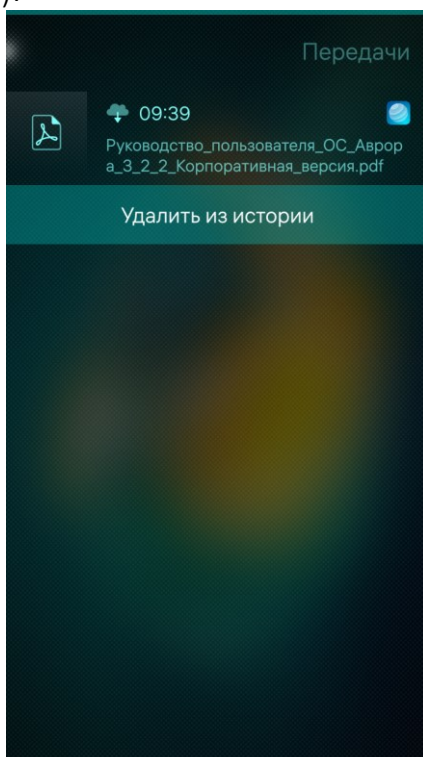 ).
Передачи
09:39
Руководство_пользователя_ОС_Аврор
а_3_2_2_Корпоративная_версия.pdf
Удалить из истории